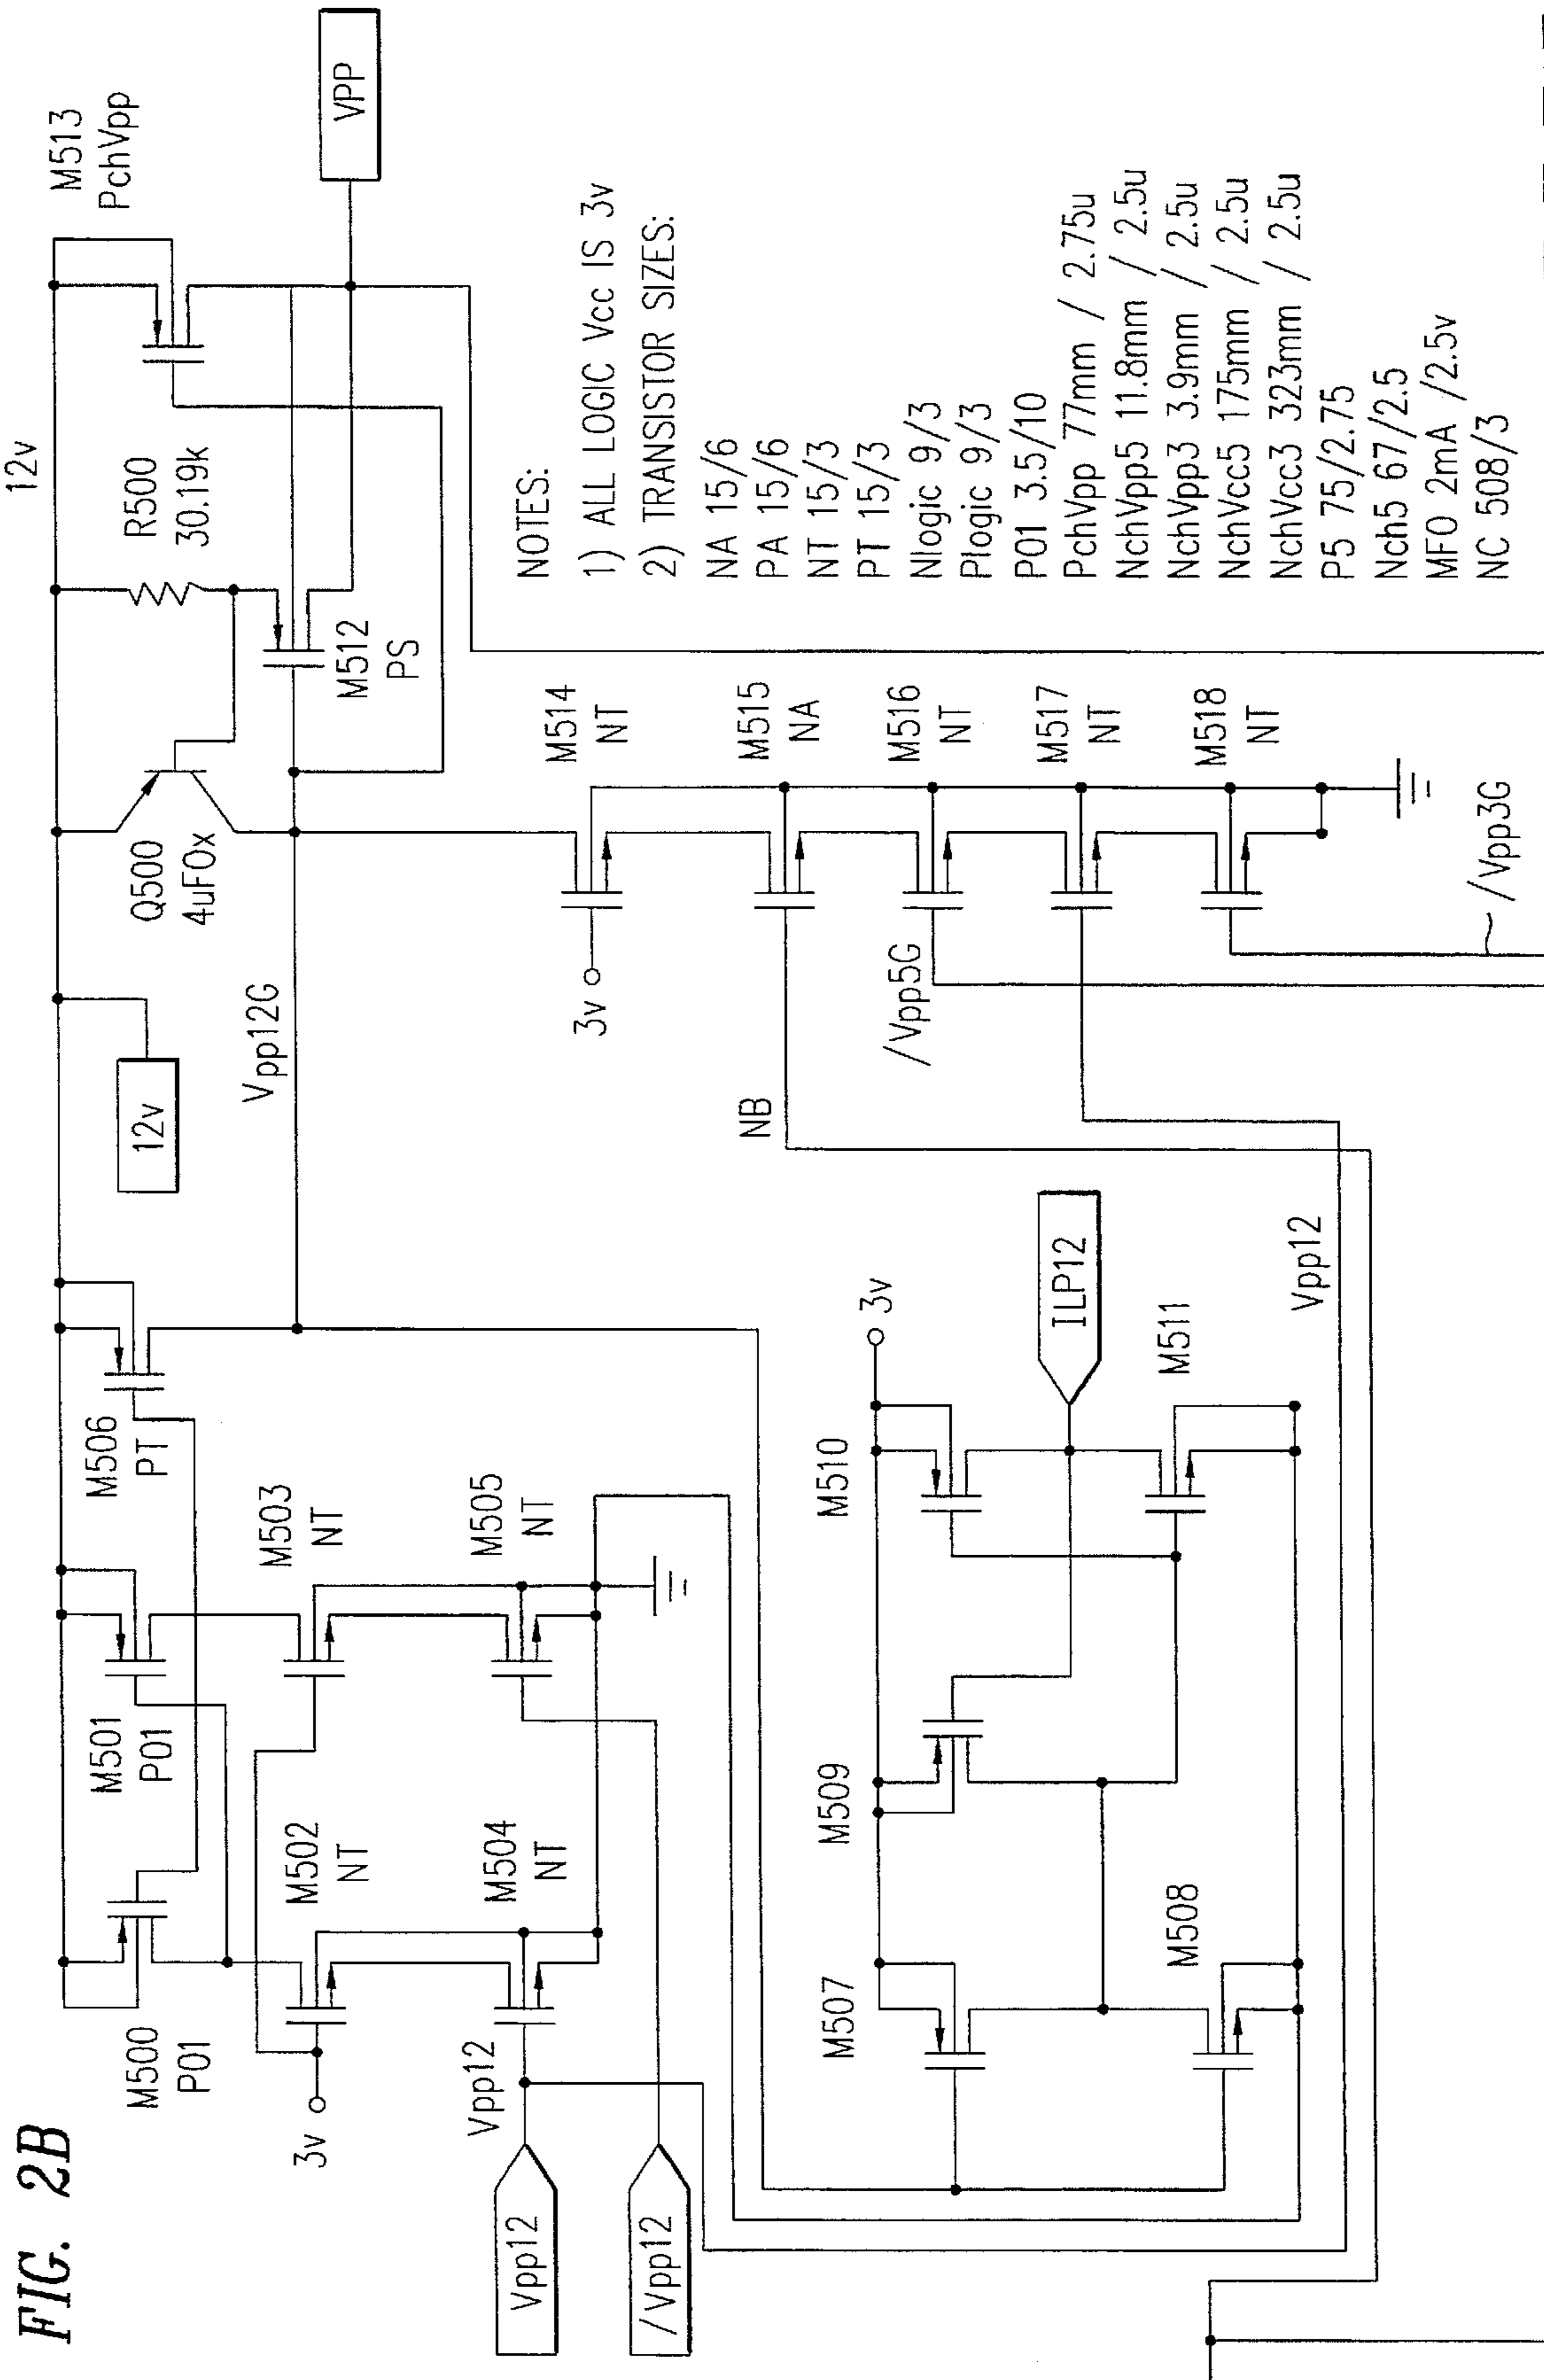 FIG. 2B
12v
M513
PchVpp
R500
30.19k
VPP
Q500
4uFOx
M512
PS
12v
Vpp12G
M506
PT
M501
P01
M500
P01
M503
NT
M502
NT
M505
NT
M504
NT
3v
Vpp12
Vpp12
/Vpp12
M514
NT
3v
M515
NA
NB
M516
NT
/Vpp5G
M517
NT
M518
NT
/Vpp3G
M507
M508
M509
M510
M511
3v
ILP12
Vpp12
NOTES:
1) ALL LOGIC Vcc IS 3v
2) TRANSISTOR SIZES:
NA 15/6
PA 15/6
NT 15/3
PT 15/3
Nlogic 9/3
Plogic 9/3
P01 3.5/10
PchVpp 77mm / 2.75u
NchVpp5 11.8mm / 2.5u
NchVpp3 3.9mm / 2.5u
NchVcc5 175mm / 2.5u
NchVcc3 323mm / 2.5u
P5 75/2.75
Nch5 67/2.5
MFO 2mA /2.5v
NC 508/3